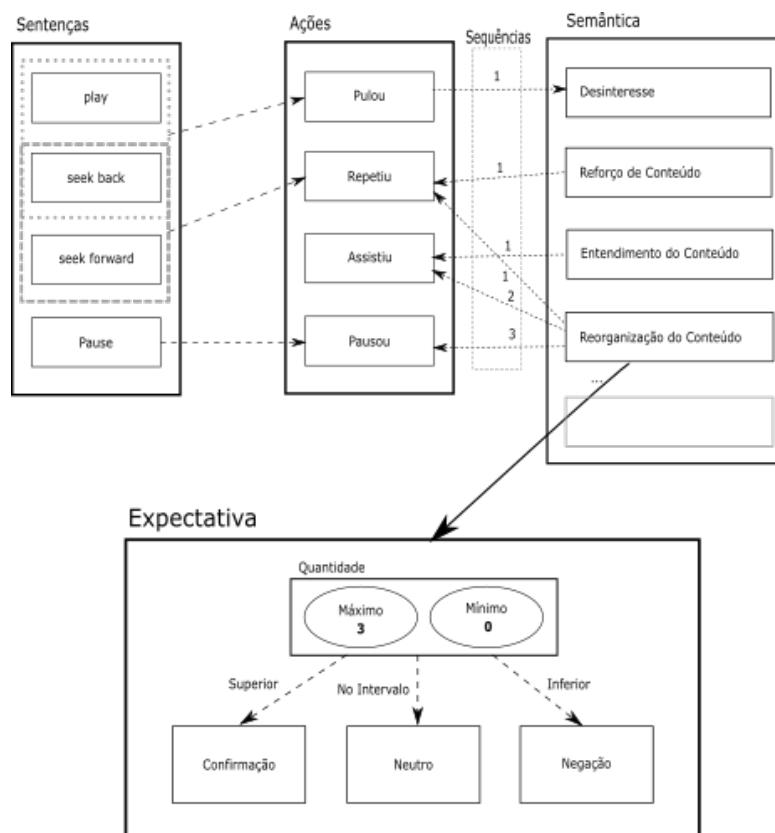 Sentenças
play
seek back
seek forward
Pause
Ações
Pulou
Repetiu
Assistiu
Pausou
Sequências
1
1
1
1
2
3
Semântica
Desinteresse
Reforço de Conteúdo
Entendimento do Conteúdo
Reorganização do Conteúdo
...
Expectativa
Quantidade
Máximo
3
Mínimo
0
Superior
No Intervalo
Inferior
Confirmação
Neutro
Negação